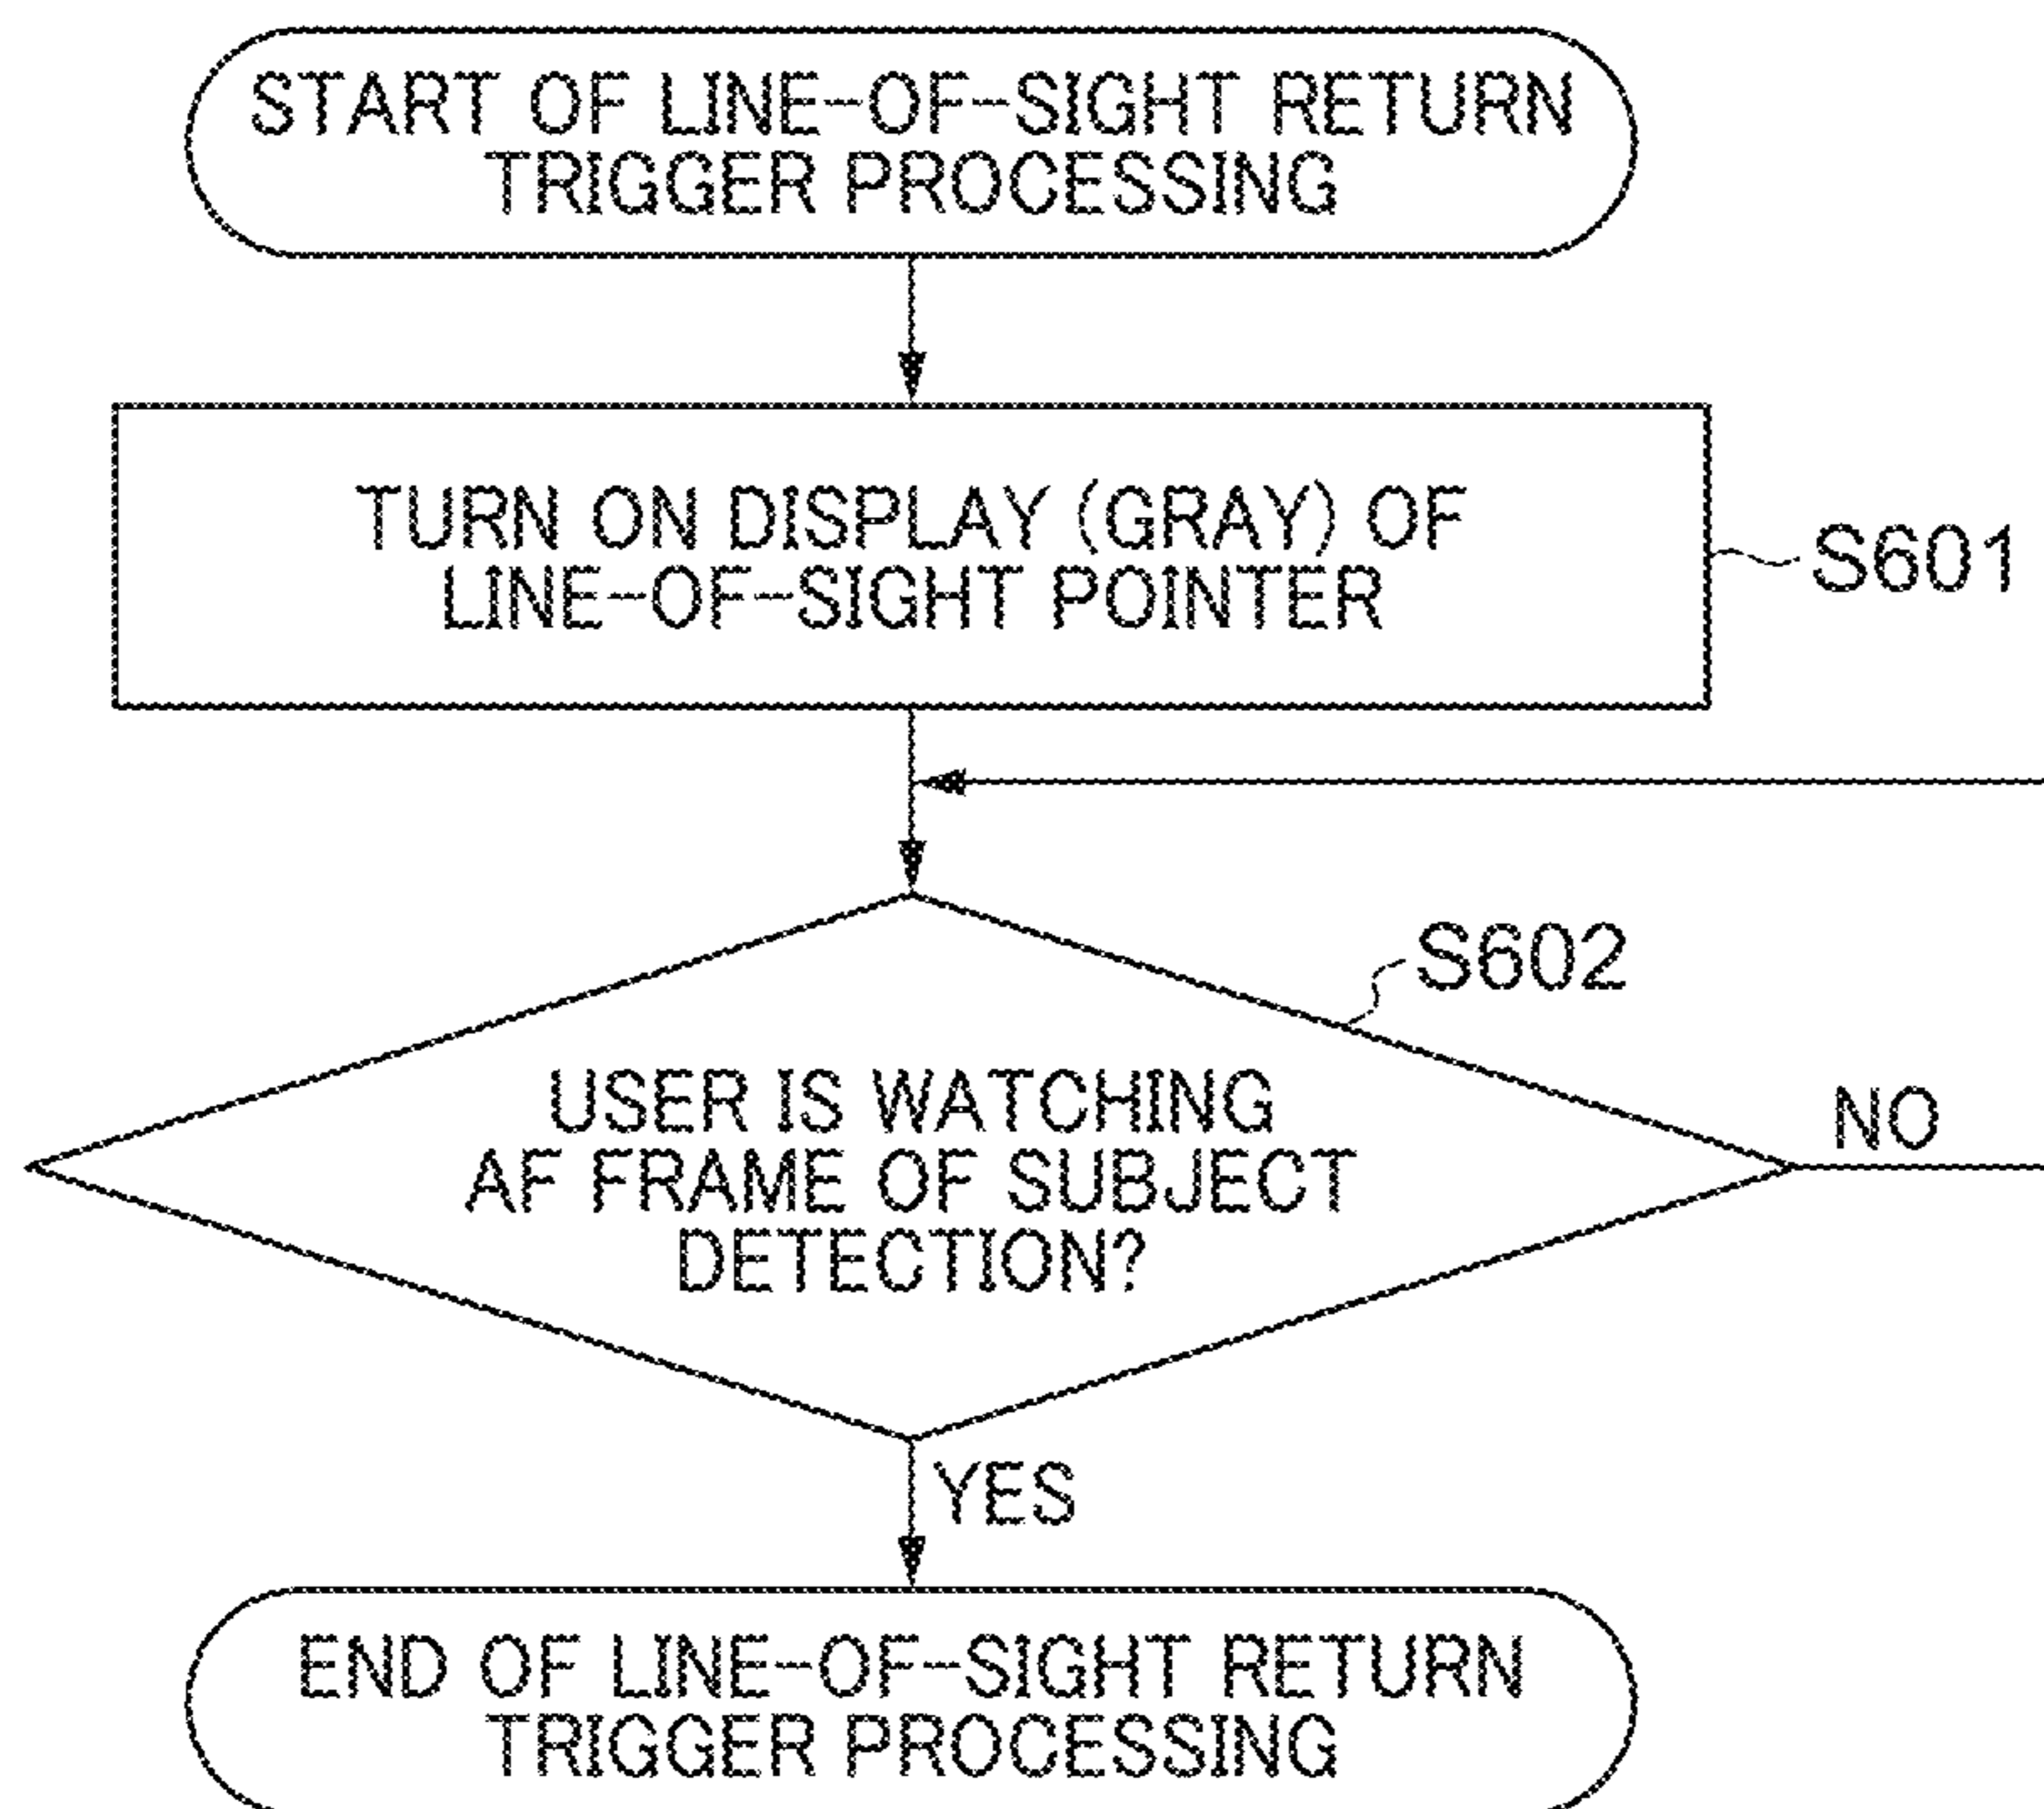 START OF LINE-OF-SIGHT RETURN
TRIGGER PROCESSING
TURN ON DISPLAY (GRAY) OF
LINE-OF-SIGHT POINTER
S601
S602
USER IS WATCHING
AF FRAME OF SUBJECT
DETECTION?
NO
YES
END OF LINE-OF-SIGHT RETURN
TRIGGER PROCESSING